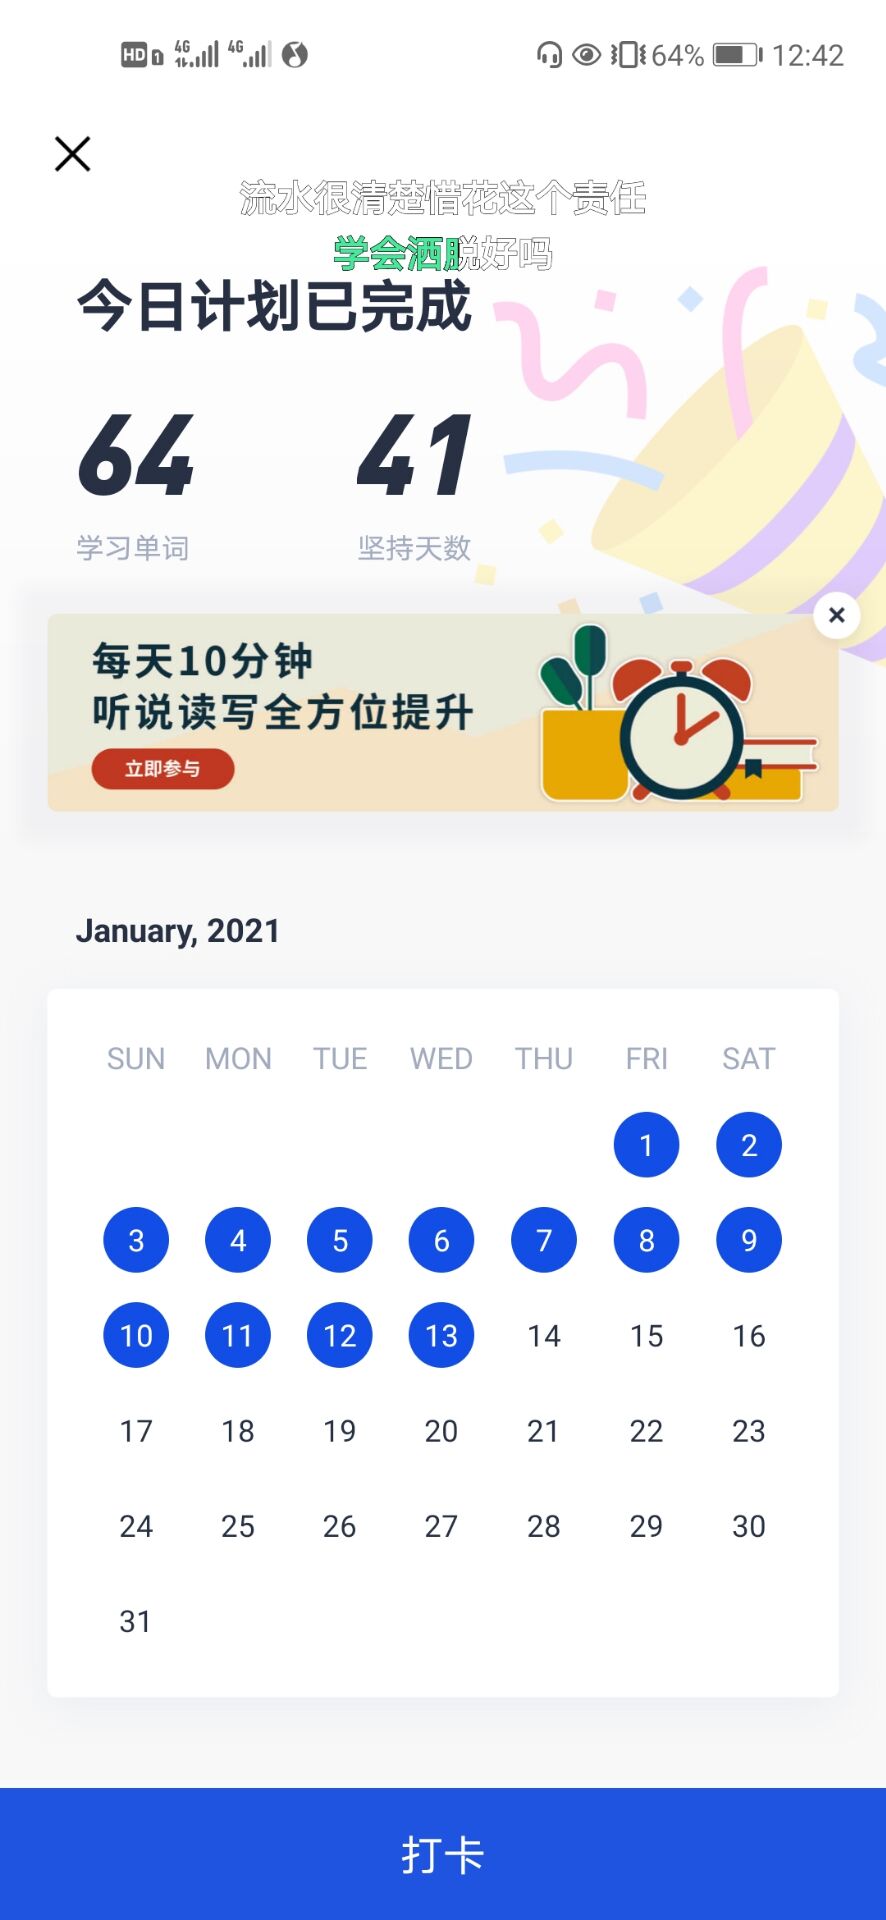 HD 1 4G 4G 64% 12:42
流水很清楚惜花这个责任
学会洒脱好吗
今日计划已完成
64 41
学习单词 坚持天数
每天10分钟
听说读写全方位提升
立即参与
January, 2021
SUN MON TUE WED THU FRI SAT
1 2
3 4 5 6 7 8 9
10 11 12 13 14 15 16
17 18 19 20 21 22 23
24 25 26 27 28 29 30
31
打卡